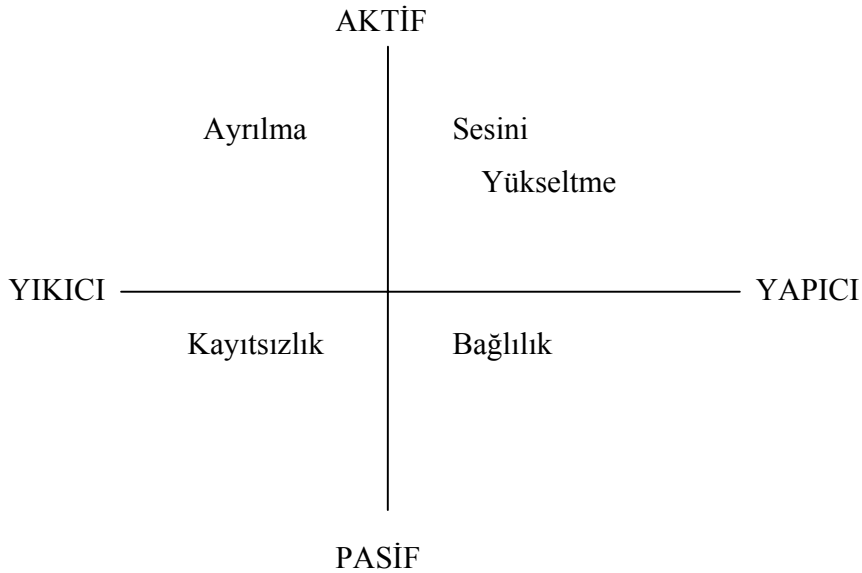 AKTİF
Ayrılma
Sesini
Yükseltme
YIKICI
YAPICI
Kayıtsızlık
Bağlılık
PASİF